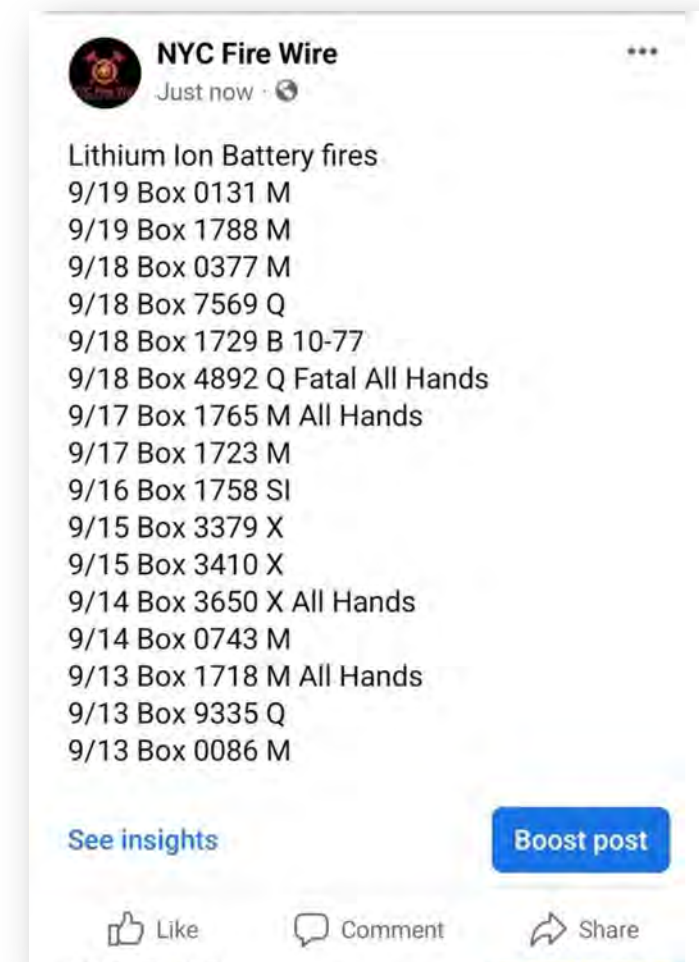 NYC Fire Wire
Just now ·
Lithium Ion Battery fires
9/19 Box 0131 M
9/19 Box 1788 M
9/18 Box 0377 M
9/18 Box 7569 Q
9/18 Box 1729 B 10-77
9/18 Box 4892 Q Fatal All Hands
9/17 Box 1765 M All Hands
9/17 Box 1723 M
9/16 Box 1758 SI
9/15 Box 3379 X
9/15 Box 3410 X
9/14 Box 3650 X All Hands
9/14 Box 0743 M
9/13 Box 1718 M All Hands
9/13 Box 9335 Q
9/13 Box 0086 M
See insights
Boost post
Like
Comment
Share